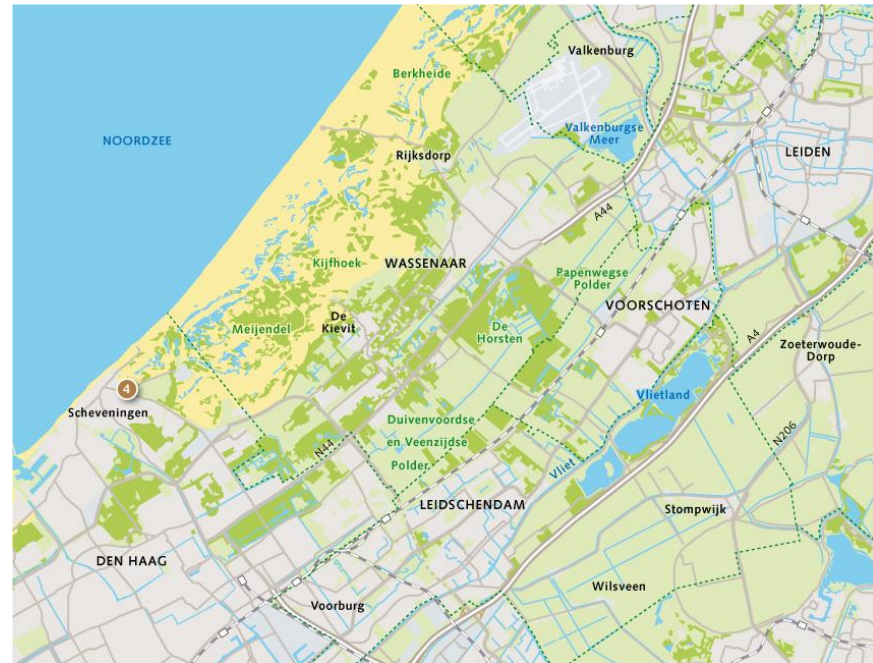 Valkenburg
Berkheide
NOORDZEE
Valkenburgse
Meer
LEIDEN
Rijksdorp
A44
Kijfhoek
WASSENAAR
Papenwegse
Polder
De
Kievit
Meijendel
De
Horsten
VOORSCHOTEN
A4
Zoeterwoude-
Dorp
4
Scheveningen
Vlietland
Duivenvoordse
en Veenzijdse
Polder
N44
N206
Vliet
LEIDSCHENDAM
Stompwijk
DEN HAAG
Wilsveen
Voorburg